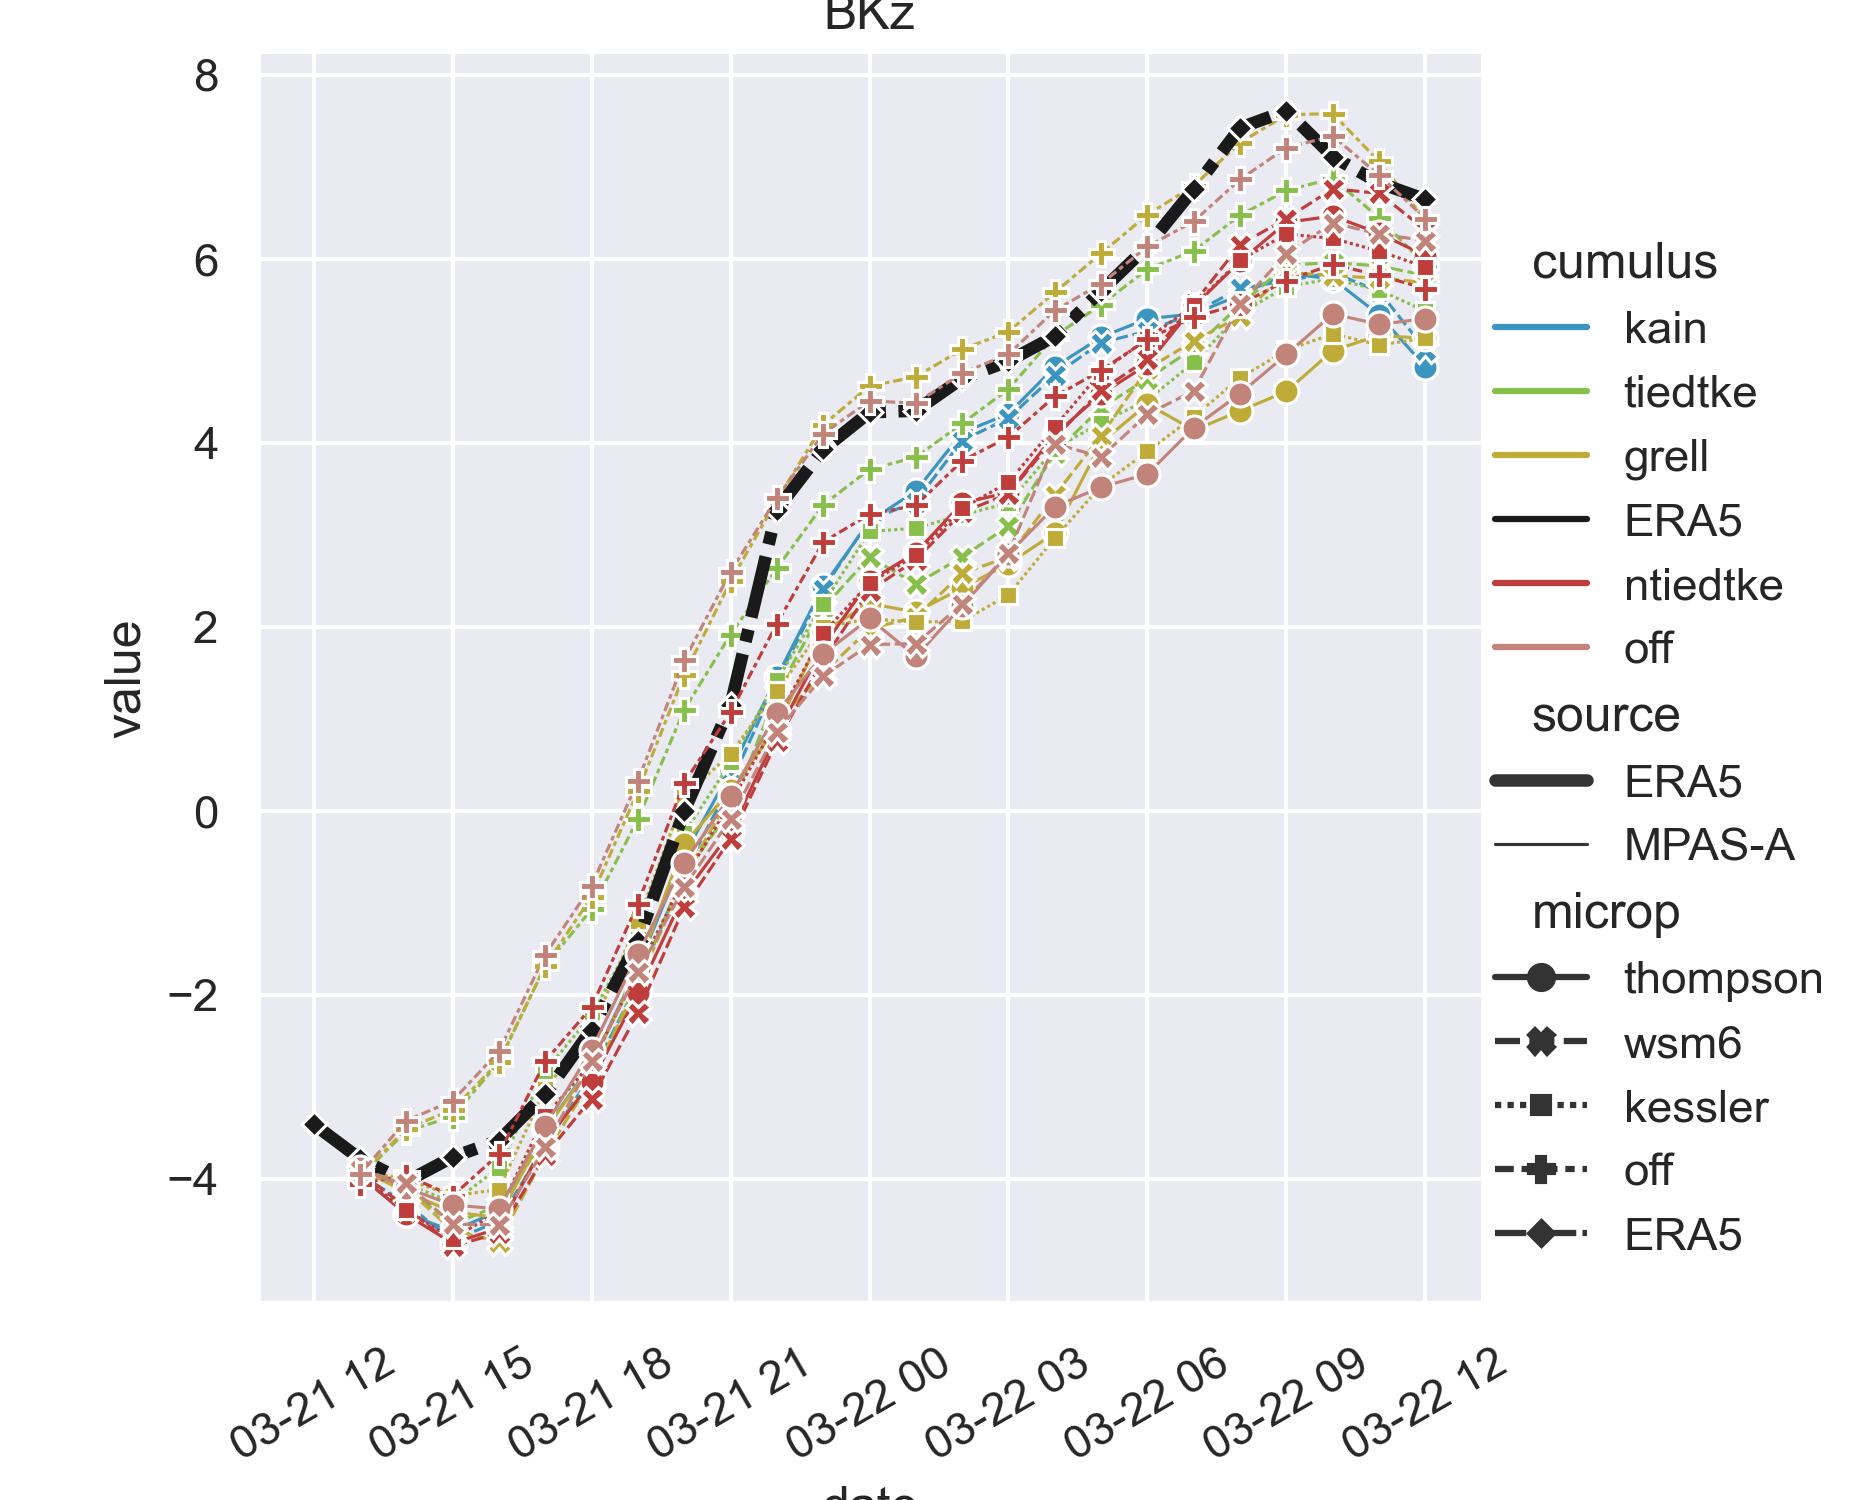 BKz
8
6
4
2
0
−2
−4
value
03-21 12
03-21 15
03-21 18
03-21 21
03-22 00
03-22 03
03-22 06
03-22 09
03-22 12
date
cumulus
kain
tiedtke
grell
ERA5
ntiedtke
off
source
ERA5
MPAS-A
microp
thompson
wsm6
kessler
off
ERA5